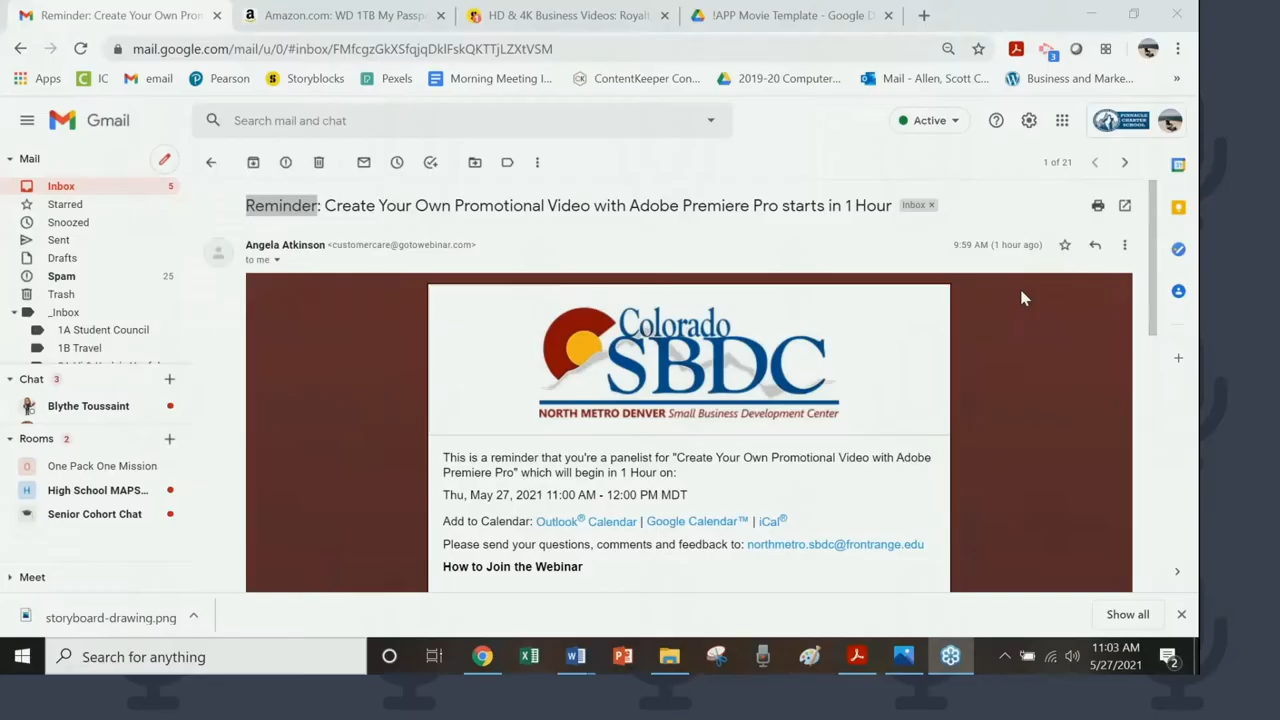 Reminder: Create Your Own Prom
Amazon.com: WD 1TB My Passp
HD & 4K Business Videos: Royalt
!APP Movie Template - Google D
mail.google.com/mail/u/0/#inbox/FMfcgzGkXSfqjqDklFskQKTTjLZXtVSM
3
Apps
IC
email
Pearson
Storyblocks
Pexels
Morning Meeting I...
ContentKeeper Con...
2019-20 Computer...
Mail - Allen, Scott C...
Business and Marke...
»
Gmail
Search mail and chat
Active
PINNACLE
CHARTER
SCHOOL
Mail
1 of 21
Inbox 5
Starred
Snoozed
Sent
Drafts
Spam 25
Trash
_Inbox
1A Student Council
1B Travel
Chat 3
Blythe Toussaint
Rooms 2
One Pack One Mission
High School MAPS...
Senior Cohort Chat
Meet
Reminder: Create Your Own Promotional Video with Adobe Premiere Pro starts in 1 Hour
Inbox x
Angela Atkinson <customercare@gotowebinar.com>
9:59 AM (1 hour ago)
to me
Colorado
SBDC
NORTH METRO DENVER Small Business Development Center
This is a reminder that you're a panelist for "Create Your Own Promotional Video with Adobe
Premiere Pro" which will begin in 1 Hour on:
Thu, May 27, 2021 11:00 AM - 12:00 PM MDT
Add to Calendar: Outlook® Calendar | Google Calendar™ | iCal®
Please send your questions, comments and feedback to: northmetro.sbdc@frontrange.edu
How to Join the Webinar
storyboard-drawing.png
Show all
Search for anything
11:03 AM
5/27/2021
2